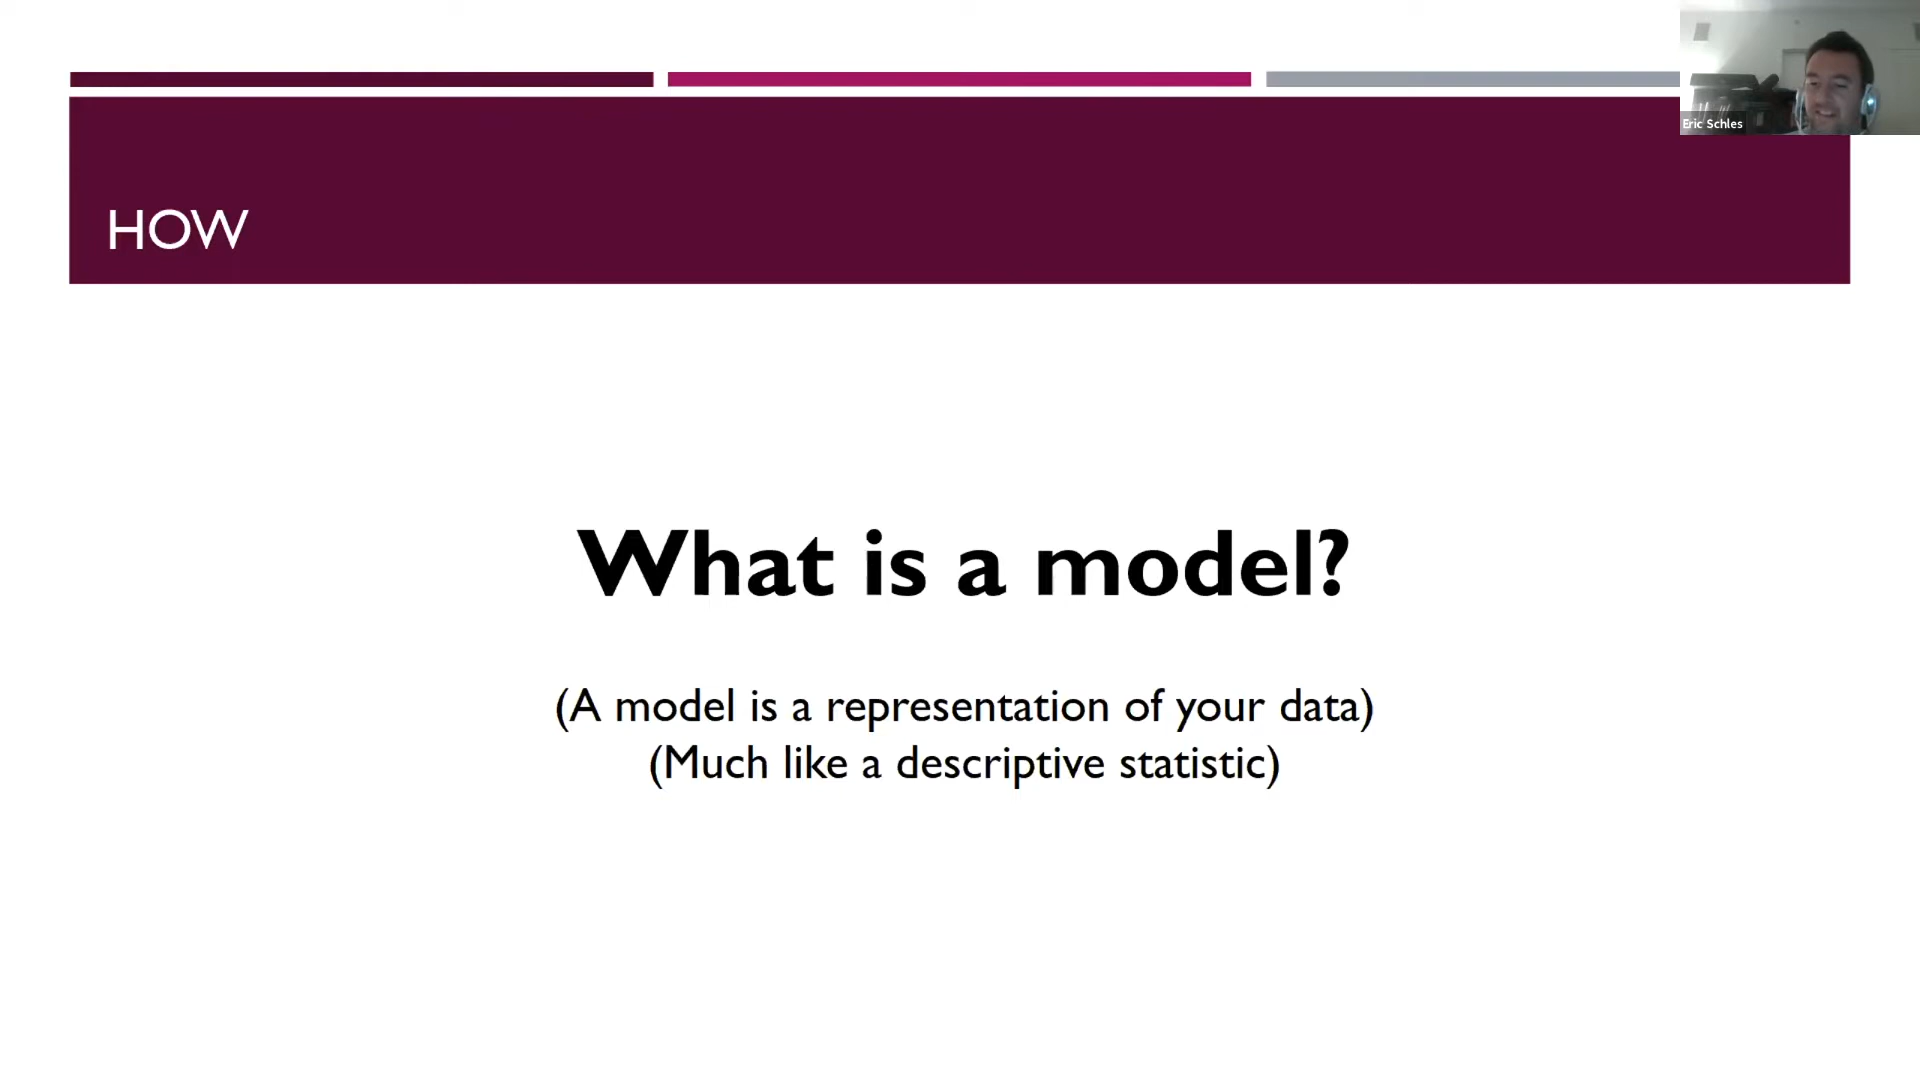 Eric Schles
HOW
What is a model?
(A model is a representation of your data)
(Much like a descriptive statistic)